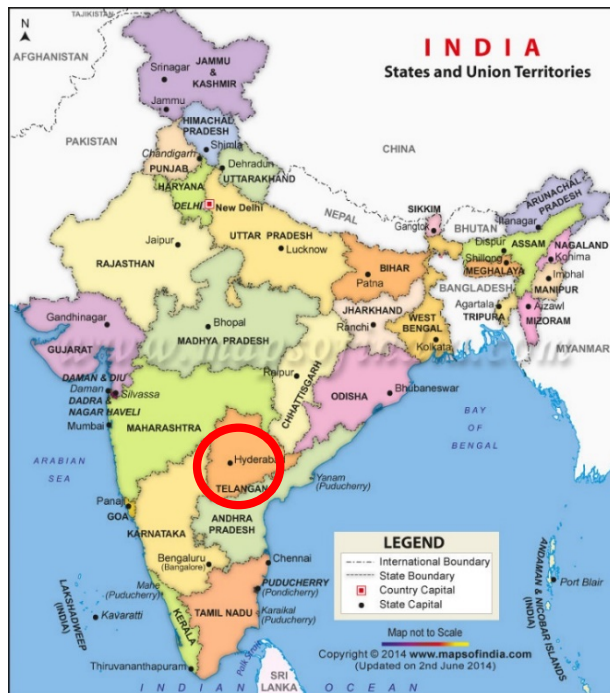 TAJIKISTAN
N
AFGHANISTAN
JAMMU
&
KASHMIR
Srinagar
Jammu
INDIA
States and Union Territories
HIMACHAL
PRADESH
Shimla
PAKISTAN
Chandigarh
PUNJAB
Dehradun
UTTARAKHAND
CHINA
HARYANA
DELHI
New Delhi
ARUNACHAL
PRADESH
SIKKIM
Gangtok
BHUTAN
Itanagar
NEPAL
Jaipur
RAJASTHAN
UTTAR PRADESH
Lucknow
Dispur
ASSAM
NAGALAND
Kohima
Shillong
MEGHALAYA
BIHAR
Patna
Imphal
MANIPUR
BANGLADESH
Agartala
TRIPURA
Aizawl
MIZORAM
Gandhinagar
GUJARAT
Bhopal
MADHYA PRADESH
JHARKHAND
Ranchi
WEST
BENGAL
Kolkata
MYANMAR
www.mapsofindia.com
DAMAN & DIU
Daman
Silvassa
DADRA &
NAGAR HAVELI
Mumbai
MAHARASHTRA
Raipur
CHHATTISGARH
ODISHA
Bhubaneswar
ARABIAN
SEA
BAY
OF
BENGAL
Hyderab
TELANGAN
Yanam
(Puducherry)
Panaji
GOA
KARNATAKA
ANDHRA
PRADESH
Bengaluru
(Bangalore)
Chennai
LAKSHADWEEP
(INDIA)
Kavaratti
Mahe
(Puducherry)
PUDUCHERRY
(Pondicherry)
KERALA
TAMIL NADU
Karaikal
(Puducherry)
Thiruvananthapuram
Palk Strait
SRI
LANKA
INDIAN OCEAN
LEGEND
International Boundary
State Boundary
Country Capital
State Capital
Map not to Scale
Copyright © 2014 www.mapsofindia.com
(Updated on 2nd June 2014)
ANDAMAN & NICOBAR ISLANDS
(INDIA)
Port Blair